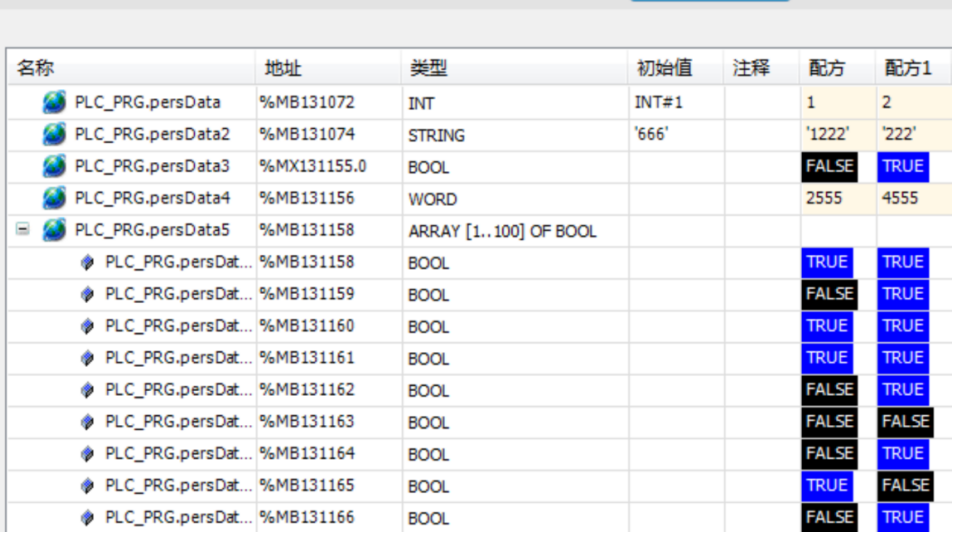 名称 地址 类型 初始值 注释 配方 配方1
PLC_PRG.persData %MB131072 INT INT#1 1 2
PLC_PRG.persData2 %MB131074 STRING '666' '1222' '222'
PLC_PRG.persData3 %MX131155.0 BOOL FALSE TRUE
PLC_PRG.persData4 %MB131156 WORD 2555 4555
PLC_PRG.persData5 %MB131158 ARRAY [1..100] OF BOOL
PLC_PRG.persDat... %MB131158 BOOL TRUE TRUE
PLC_PRG.persDat... %MB131159 BOOL FALSE TRUE
PLC_PRG.persDat... %MB131160 BOOL TRUE TRUE
PLC_PRG.persDat... %MB131161 BOOL TRUE TRUE
PLC_PRG.persDat... %MB131162 BOOL FALSE TRUE
PLC_PRG.persDat... %MB131163 BOOL FALSE FALSE
PLC_PRG.persDat... %MB131164 BOOL FALSE TRUE
PLC_PRG.persDat... %MB131165 BOOL TRUE FALSE
PLC_PRG.persDat... %MB131166 BOOL FALSE TRUE